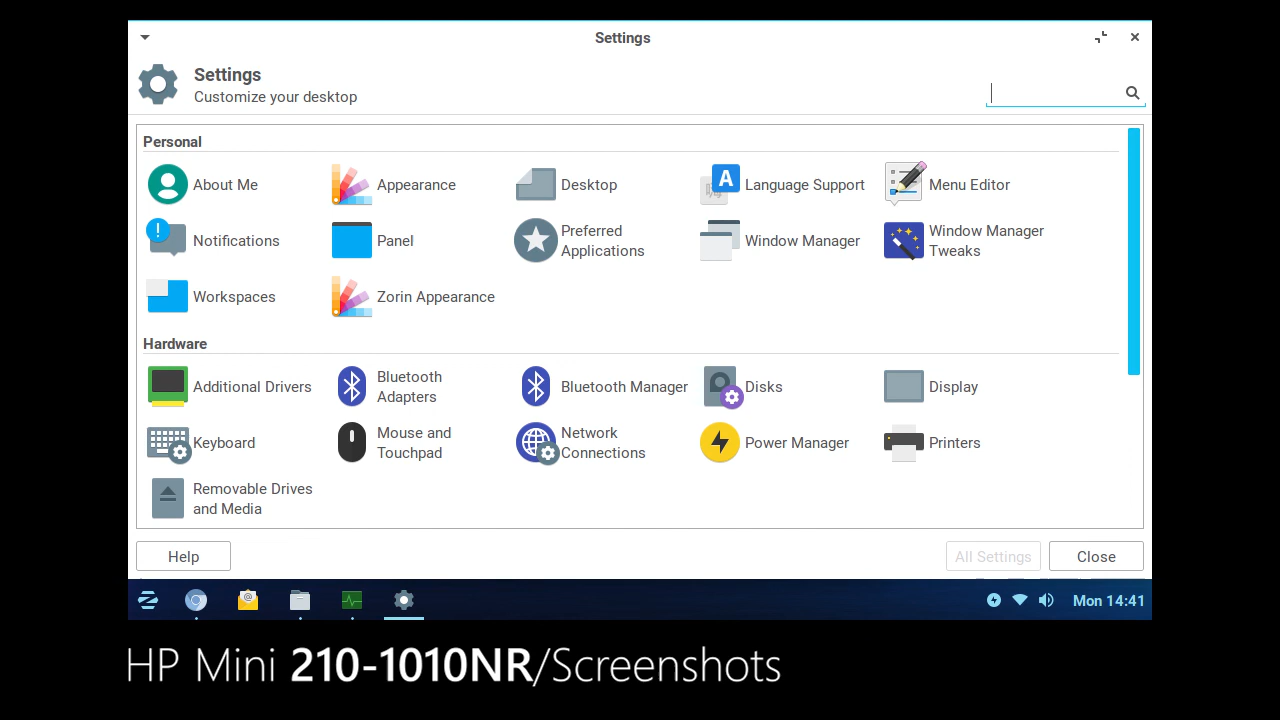 Settings
Settings
Customize your desktop
Personal
About Me
Appearance
Desktop
A
Language Support
Menu Editor
!
Notifications
Panel
Preferred
Applications
Window Manager
Window Manager
Tweaks
Workspaces
Zorin Appearance
Hardware
Additional Drivers
Bluetooth
Adapters
Bluetooth Manager
Disks
Display
Keyboard
Mouse and
Touchpad
Network
Connections
Power Manager
Printers
Removable Drives
and Media
Help
All Settings
Close
@
Mon 14:41
HP Mini 210-1010NR/Screenshots